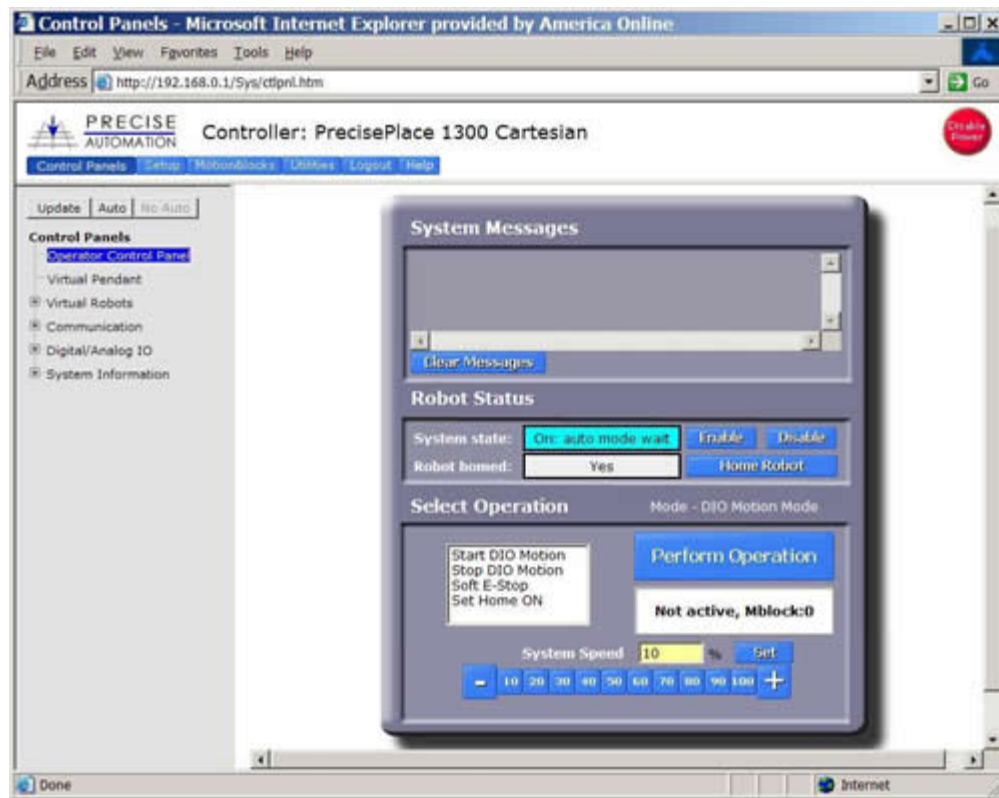 Control Panels - Microsoft Internet Explorer provided by America Online
File Edit View Favorites Tools Help
Address http://192.168.0.1/Sys/ctlpnl.htm Go
PRECISE
AUTOMATION
Controller: PrecisePlace 1300 Cartesian
Disable
Power
Control Panels Setup MotionBlocks Utilities Logout Help
Update Auto No Auto
Control Panels
Operator Control Panel
Virtual Pendant
Virtual Robots
Communication
Digital/Analog IO
System Information
System Messages
Clear Messages
Robot Status
System state: On: auto mode wait Enable Disable
Robot homed: Yes Home Robot
Select Operation Mode - DIO Motion Mode
Start DIO Motion
Stop DIO Motion
Soft E-Stop
Set Home ON
Perform Operation
Not active, Mblock:0
System Speed 10 % Set
- 10 20 30 40 50 60 70 80 90 100 +
Done Internet